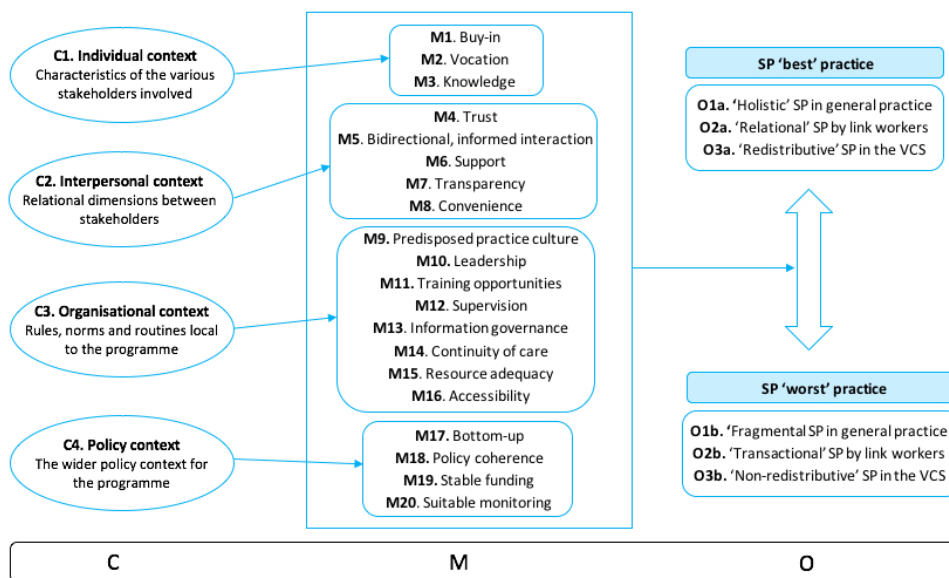 C1. Individual context
Characteristics of the various
stakeholders involved
C2. Interpersonal context
Relational dimensions between
stakeholders
C3. Organisational context
Rules, norms and routines local
to the programme
C4. Policy context
The wider policy context for
the programme
M1. Buy-in
M2. Vocation
M3. Knowledge
M4. Trust
M5. Bidirectional, informed interaction
M6. Support
M7. Transparency
M8. Convenience
M9. Predisposed practice culture
M10. Leadership
M11. Training opportunities
M12. Supervision
M13. Information governance
M14. Continuity of care
M15. Resource adequacy
M16. Accessibility
M17. Bottom-up
M18. Policy coherence
M19. Stable funding
M20. Suitable monitoring
SP ‘best’ practice
O1a. ‘Holistic’ SP in general practice
O2a. ‘Relational’ SP by link workers
O3a. ‘Redistributive’ SP in the VCS
SP ‘worst’ practice
O1b. ‘Fragmental SP in general practice
O2b. ‘Transactional’ SP by link workers
O3b. ‘Non-redistributive’ SP in the VCS
C
M
O